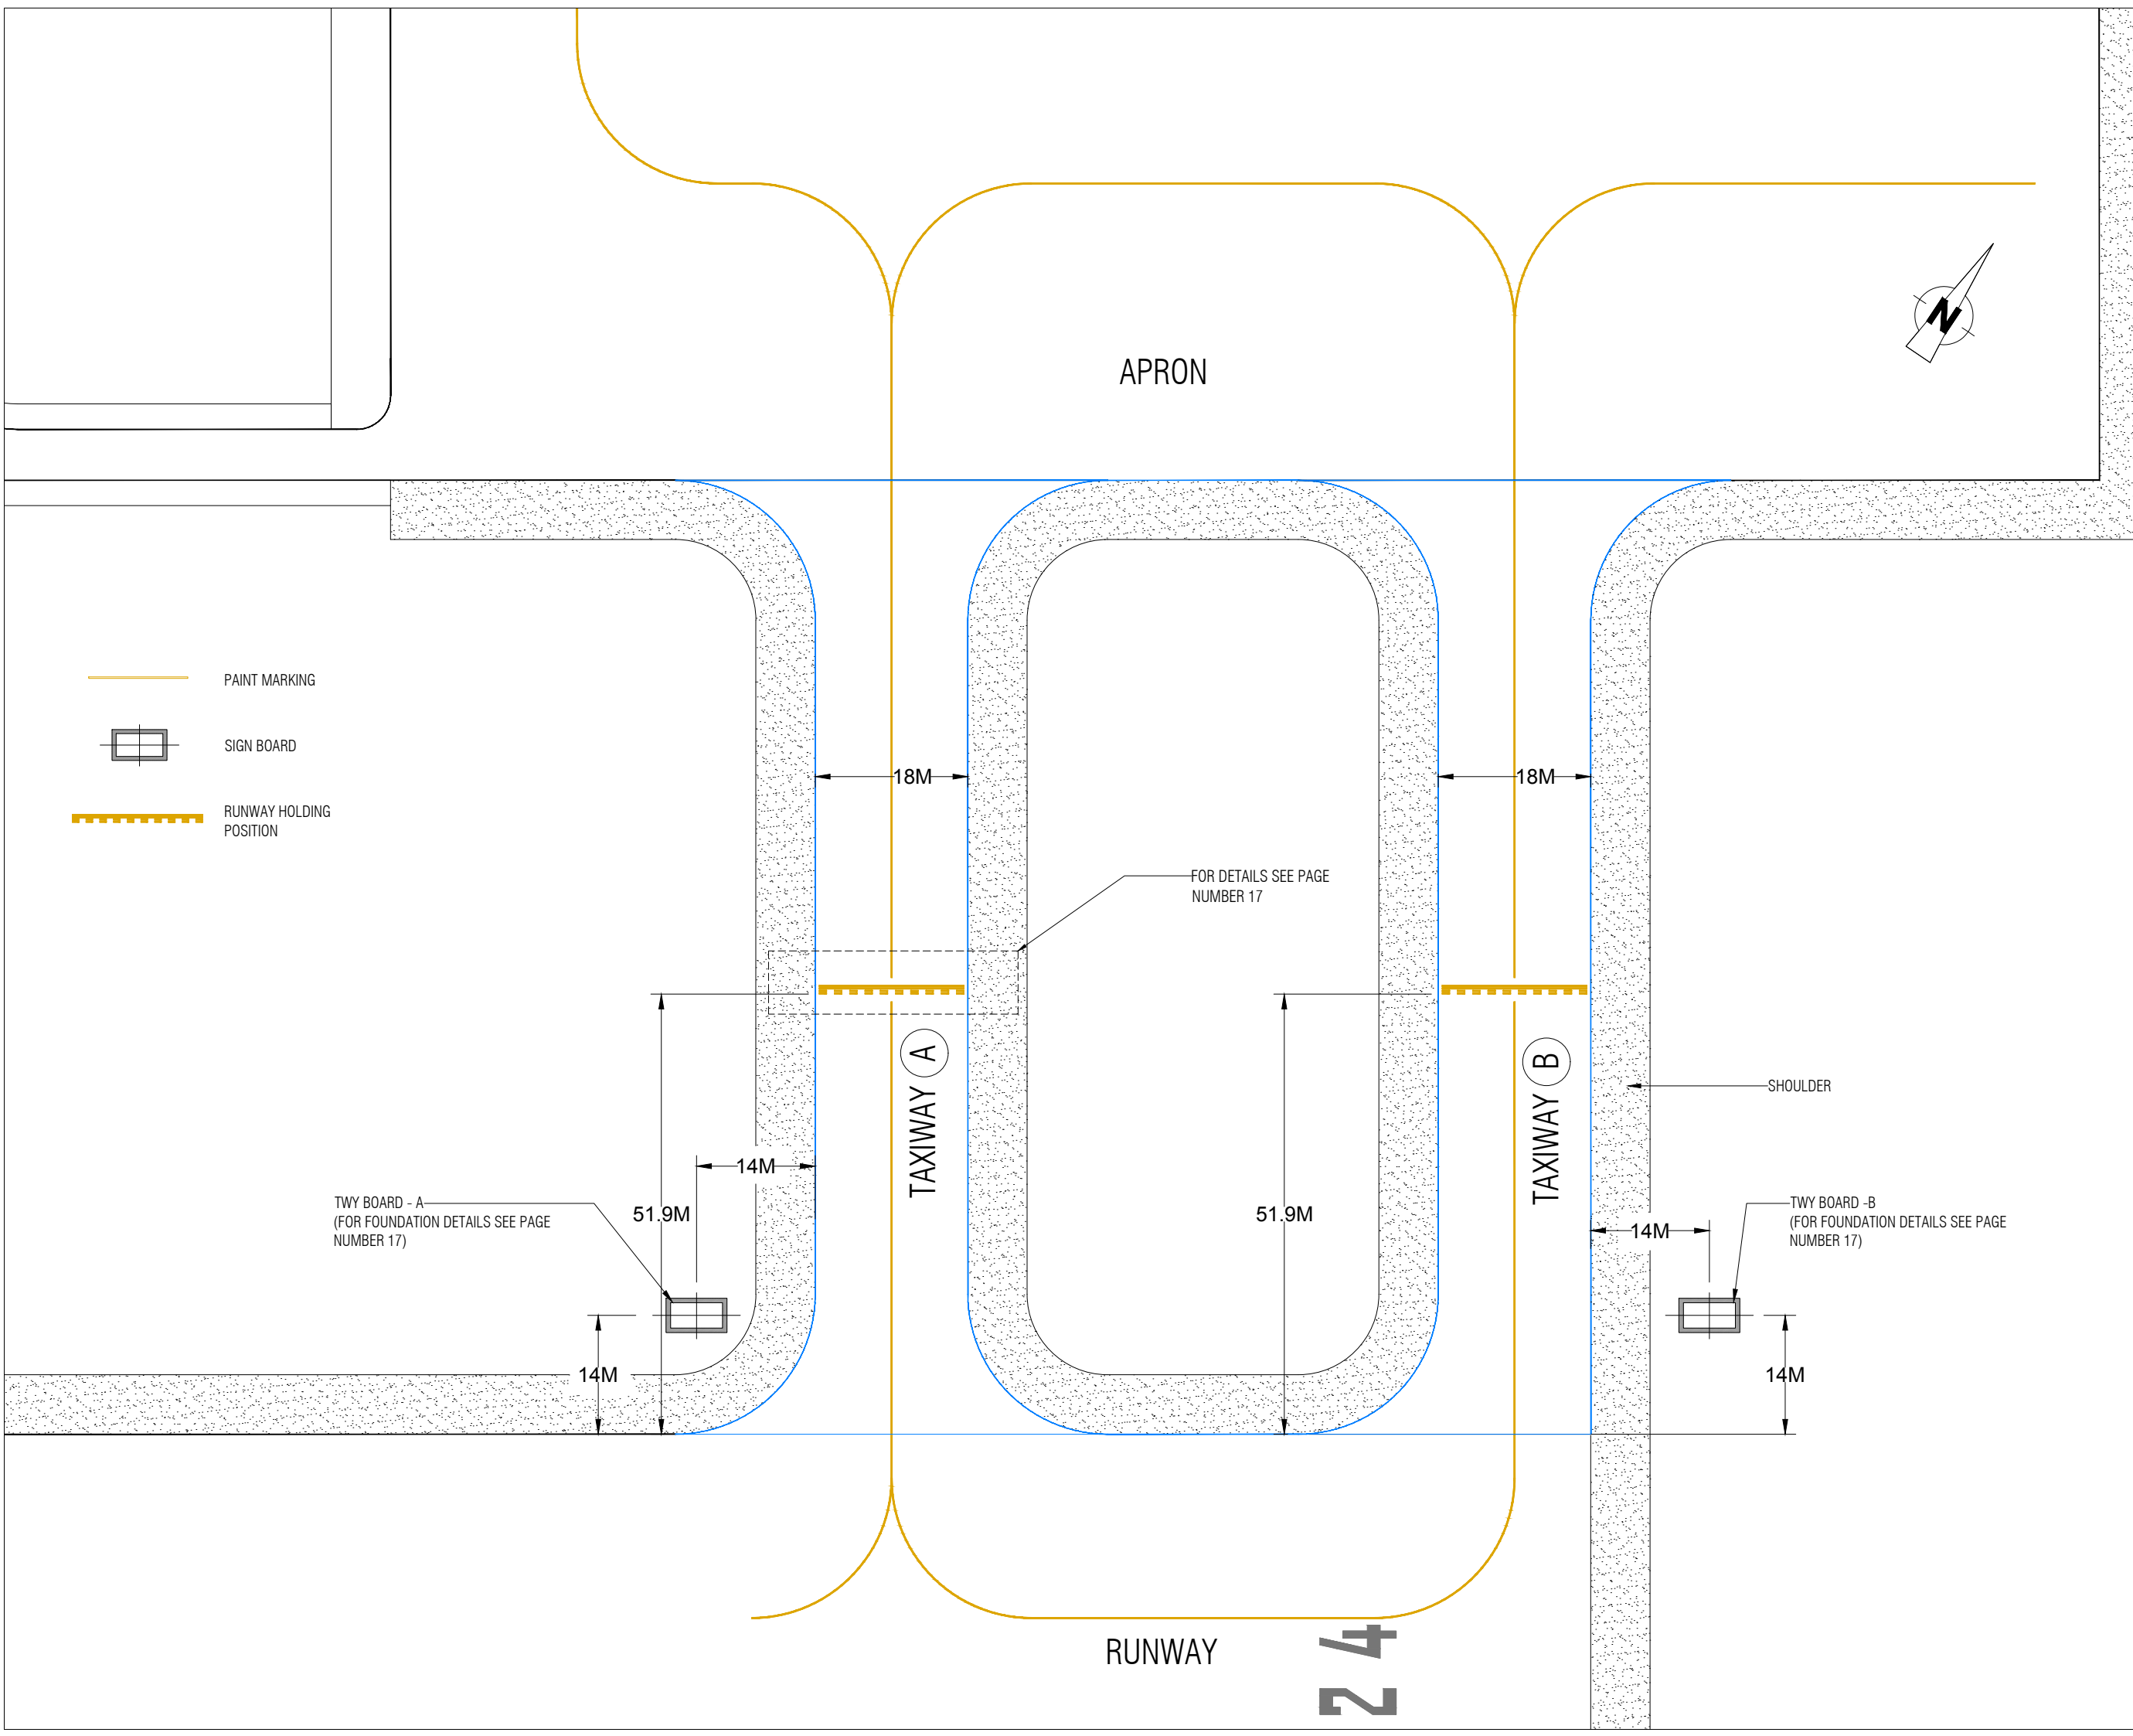 APRON
N
PAINT MARKING
SIGN BOARD
RUNWAY HOLDING
POSITION
18M
18M
FOR DETAILS SEE PAGE
NUMBER 17
TAXIWAY A
TAXIWAY B
SHOULDER
14M
51.9M
51.9M
TWY BOARD - A
(FOR FOUNDATION DETAILS SEE PAGE
NUMBER 17)
14M
TWY BOARD -B
(FOR FOUNDATION DETAILS SEE PAGE
NUMBER 17)
14M
14M
RUNWAY
24